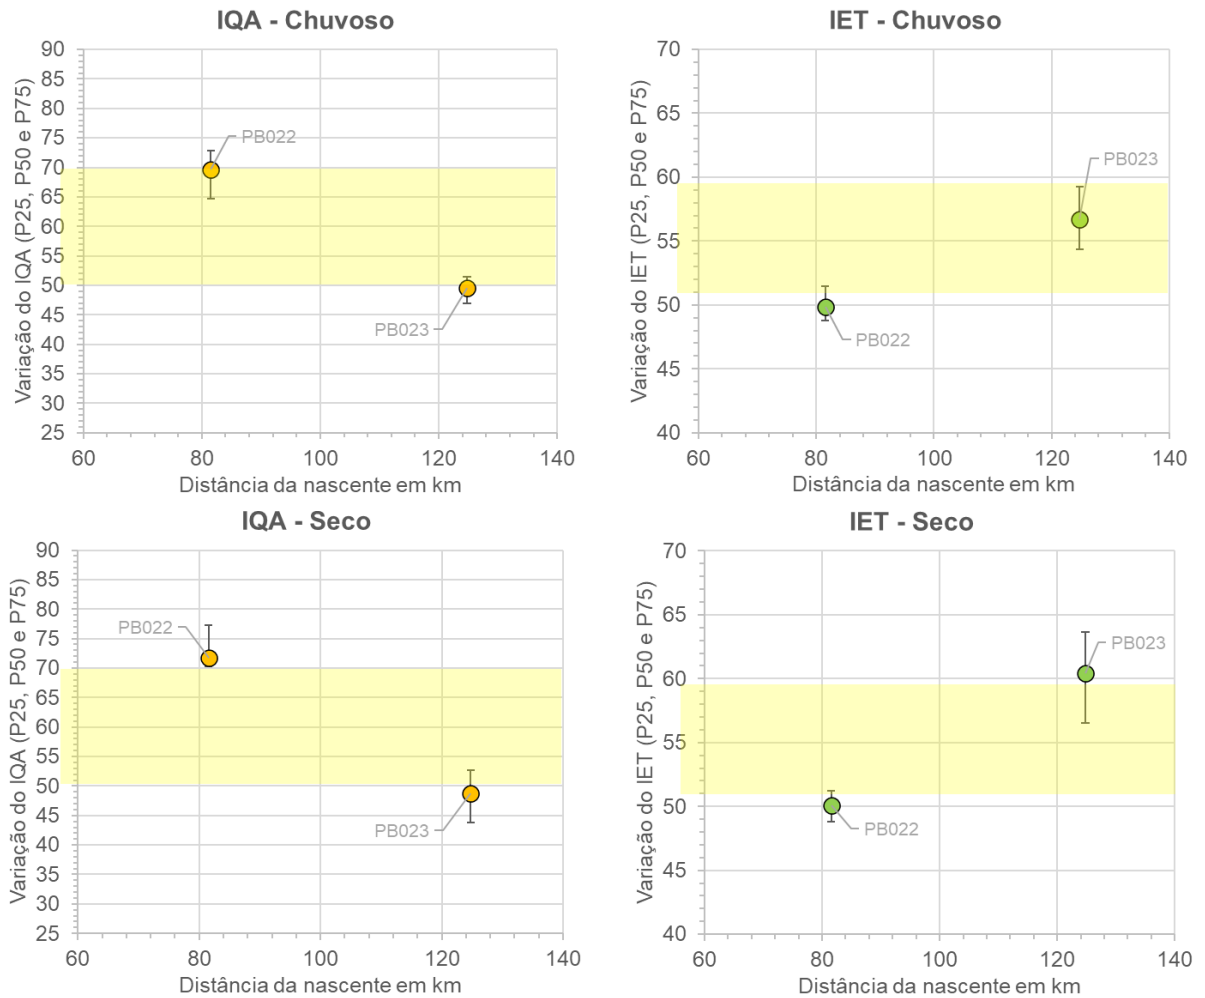 IQA - Chuvoso
Variação do IQA (P25, P50 e P75)
90
85
80
75
70
65
60
55
50
45
40
35
30
25
PB022
PB023
60 80 100 120 140
Distância da nascente em km
IET - Chuvoso
Variação do IET (P25, P50 e P75)
70
65
60
55
50
45
40
PB023
PB022
60 80 100 120 140
Distância da nascente em km
IQA - Seco
Variação do IQA (P25, P50 e P75)
90
85
80
75
70
65
60
55
50
45
40
35
30
25
PB022
PB023
60 80 100 120 140
Distância da nascente em km
IET - Seco
Variação do IET (P25, P50 e P75)
70
65
60
55
50
45
40
PB023
PB022
60 80 100 120 140
Distância da nascente em km